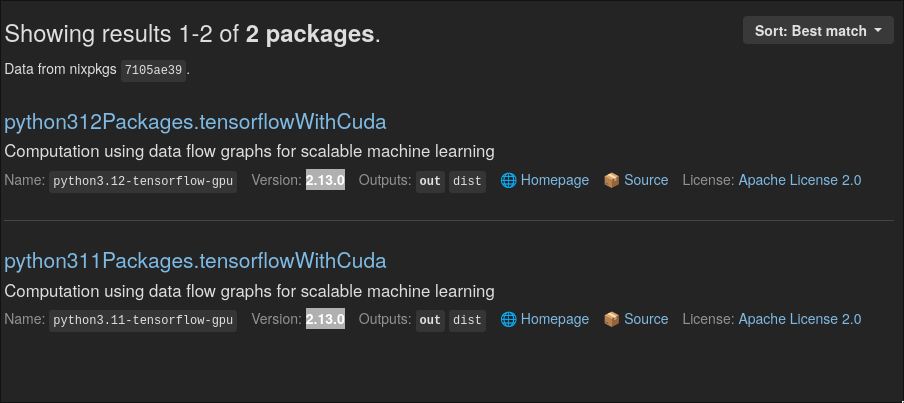 Showing results 1-2 of 2 packages.
Sort: Best match
Data from nixpkgs 7105ae39.
python312Packages.tensorflowWithCuda
Computation using data flow graphs for scalable machine learning
Name: python3.12-tensorflow-gpu Version: 2.13.0 Outputs: out dist Homepage Source License: Apache License 2.0
python311Packages.tensorflowWithCuda
Computation using data flow graphs for scalable machine learning
Name: python3.11-tensorflow-gpu Version: 2.13.0 Outputs: out dist Homepage Source License: Apache License 2.0